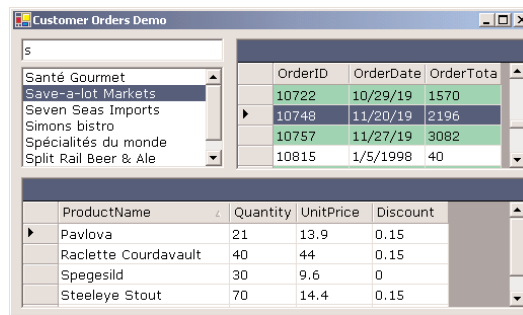 Customer Orders Demo
s
Santé Gourmet
Save-a-lot Markets
Seven Seas Imports
Simons bistro
Spécialités du monde
Split Rail Beer & Ale
OrderID OrderDate OrderTota
10722 10/29/19 1570
10748 11/20/19 2196
10757 11/27/19 3082
10815 1/5/1998 40
ProductName Quantity UnitPrice Discount
Pavlova 21 13.9 0.15
Raclette Courdavault 40 44 0.15
Spegesild 30 9.6 0
Steeleye Stout 70 14.4 0.15